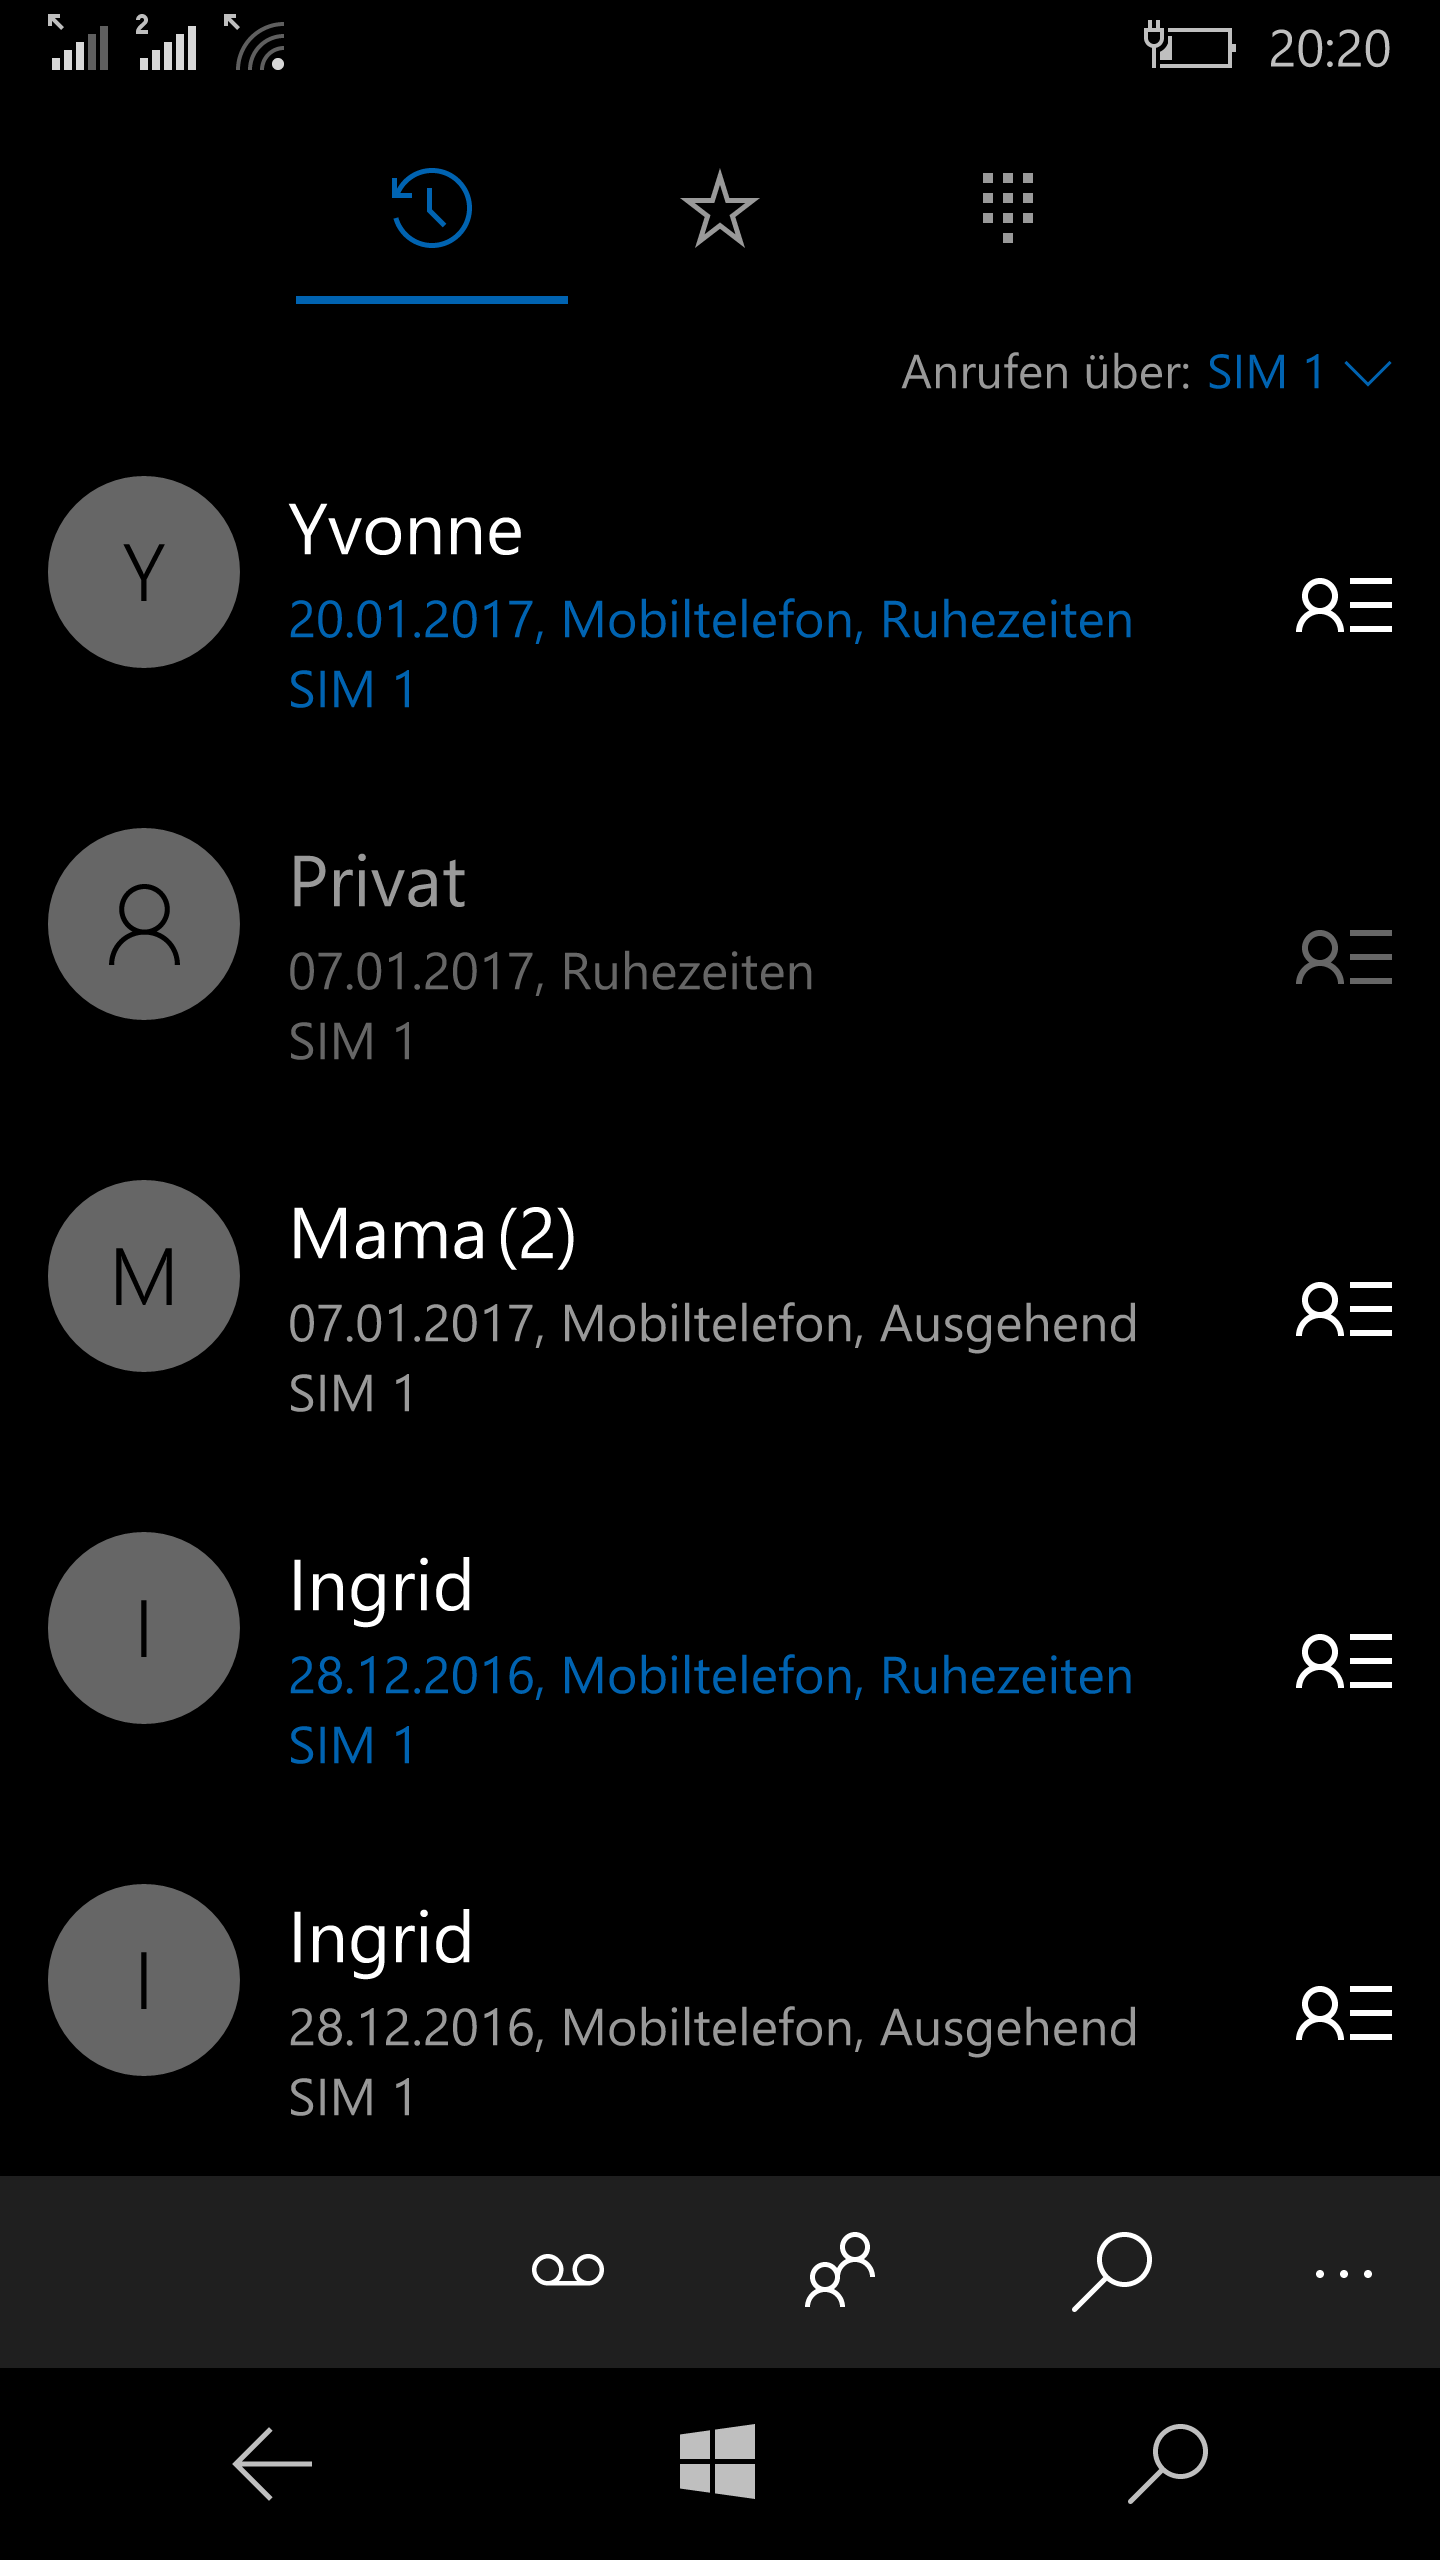 2
20:20
Anrufen über: SIM 1
Y
Yvonne
20.01.2017, Mobiltelefon, Ruhezeiten
SIM 1
Privat
07.01.2017, Ruhezeiten
SIM 1
M
Mama (2)
07.01.2017, Mobiltelefon, Ausgehend
SIM 1
I
Ingrid
28.12.2016, Mobiltelefon, Ruhezeiten
SIM 1
I
Ingrid
28.12.2016, Mobiltelefon, Ausgehend
SIM 1